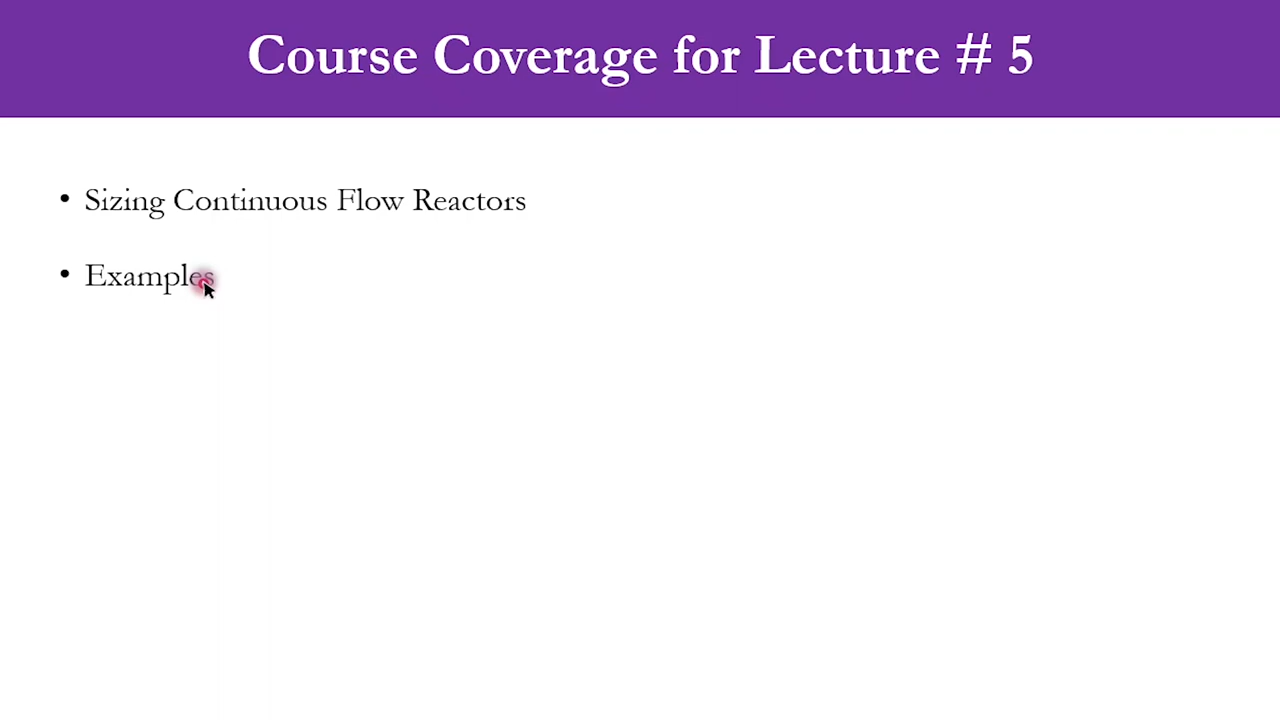 Course Coverage for Lecture # 5
• Sizing Continuous Flow Reactors
• Examples